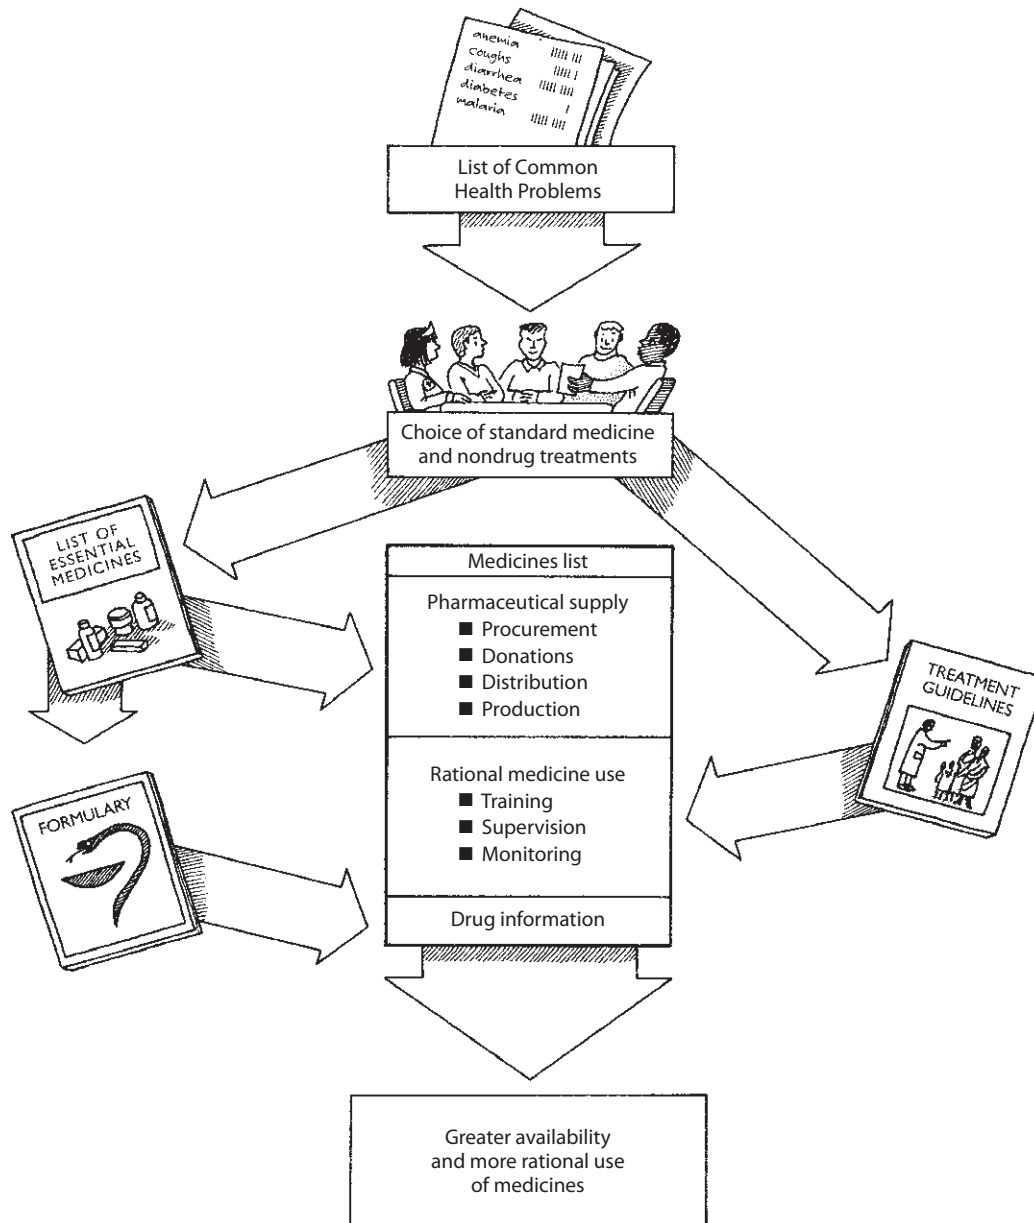 anemia
coughs
diarrhea
diabetes
malaria
List of Common
Health Problems
Choice of standard medicine
and nondrug treatments
LIST OF
ESSENTIAL
MEDICINES
Medicines list
Pharmaceutical supply
■ Procurement
■ Donations
■ Distribution
■ Production
TREATMENT
GUIDELINES
Rational medicine use
■ Training
■ Supervision
■ Monitoring
FORMULARY
Drug information
Greater availability
and more rational use
of medicines